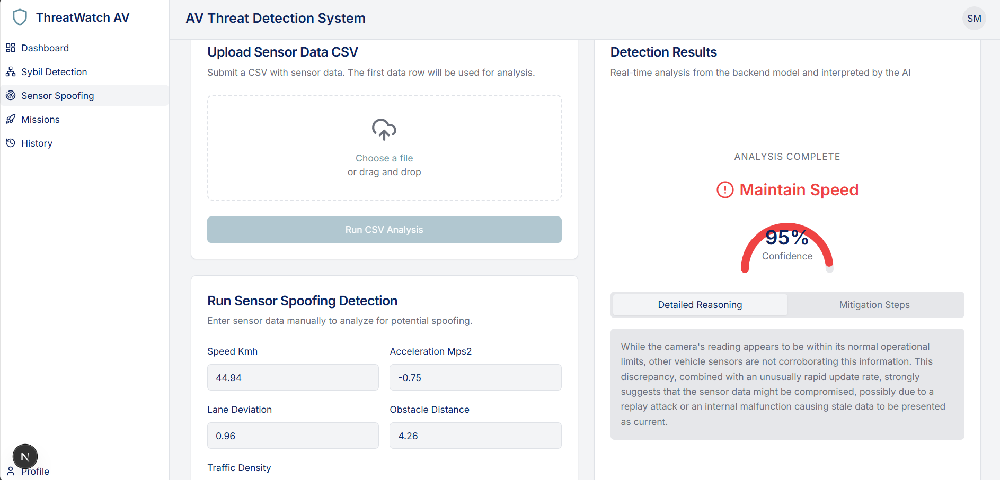 ThreatWatch AV
Dashboard
Sybil Detection
Sensor Spoofing
Missions
History
N
Profile
AV Threat Detection System
SM
Upload Sensor Data CSV
Submit a CSV with sensor data. The first data row will be used for analysis.
Choose a file
or drag and drop
Run CSV Analysis
Run Sensor Spoofing Detection
Enter sensor data manually to analyze for potential spoofing.
Speed Kmh
Acceleration Mps2
44.94
-0.75
Lane Deviation
Obstacle Distance
0.96
4.26
Traffic Density
Detection Results
Real-time analysis from the backend model and interpreted by the AI
ANALYSIS COMPLETE
Maintain Speed
95%
Confidence
Detailed Reasoning
Mitigation Steps
While the camera's reading appears to be within its normal operational
limits, other vehicle sensors are not corroborating this information. This
discrepancy, combined with an unusually rapid update rate, strongly
suggests that the sensor data might be compromised, possibly due to a
replay attack or an internal malfunction causing stale data to be presented
as current.